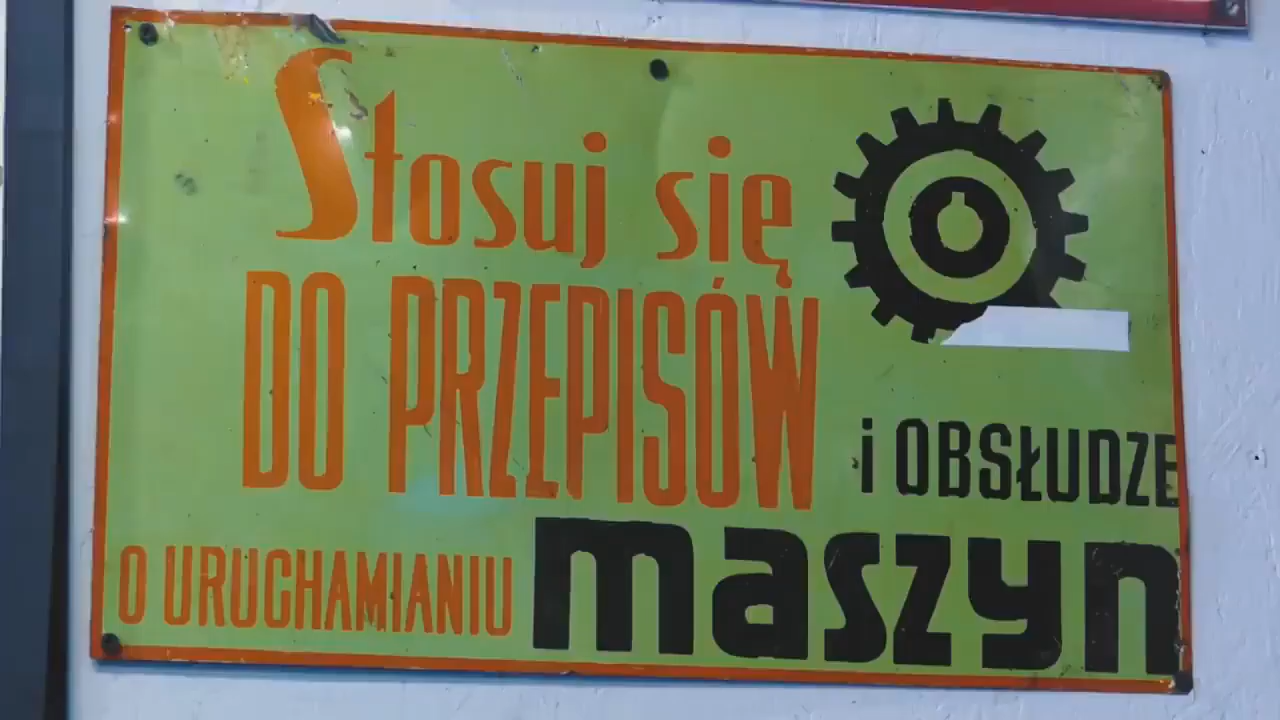 Stosuj się
DO PRZEPISÓW
i OBSŁUDZE
O URUCHAMIANIU maszyn